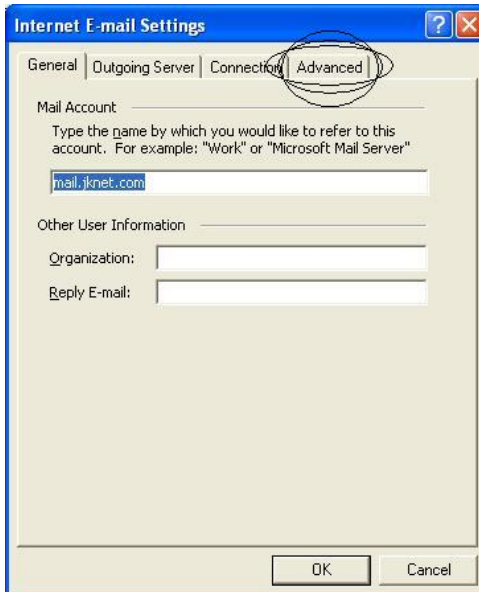 Internet E-mail Settings
General Outgoing Server Connection Advanced
Mail Account
Type the name by which you would like to refer to this
account. For example: "Work" or "Microsoft Mail Server"
mail.jknet.com
Other User Information
Organization:
Reply E-mail:
OK Cancel